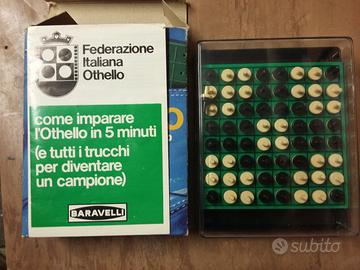 Federazione
Italiana
Othello
come imparare
l'Othello in 5 minuti
(e tutti i trucchi
per diventare
un campione)
BARAVELLI
subito